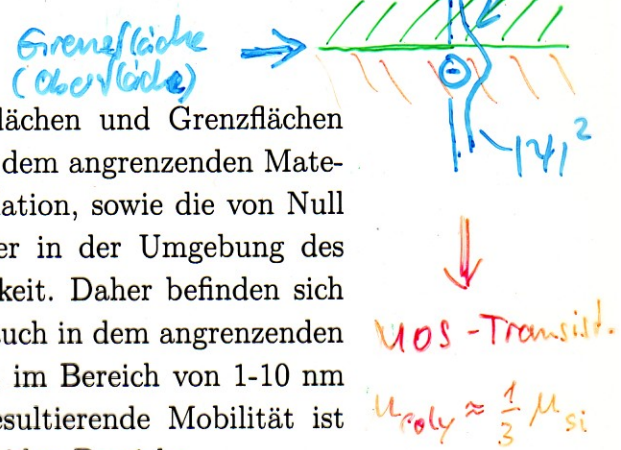 Grenzfläche
(Oberfläche)
|ψ|²
lächen und Grenzflächen
dem angrenzenden Mate-
ation, sowie die von Null
er in der Umgebung des
keit. Daher befinden sich
uch in dem angrenzenden
im Bereich von 1-10 nm
esultierende Mobilität ist
MOS-Transist.
μpoly ≈ 1/3 μsi